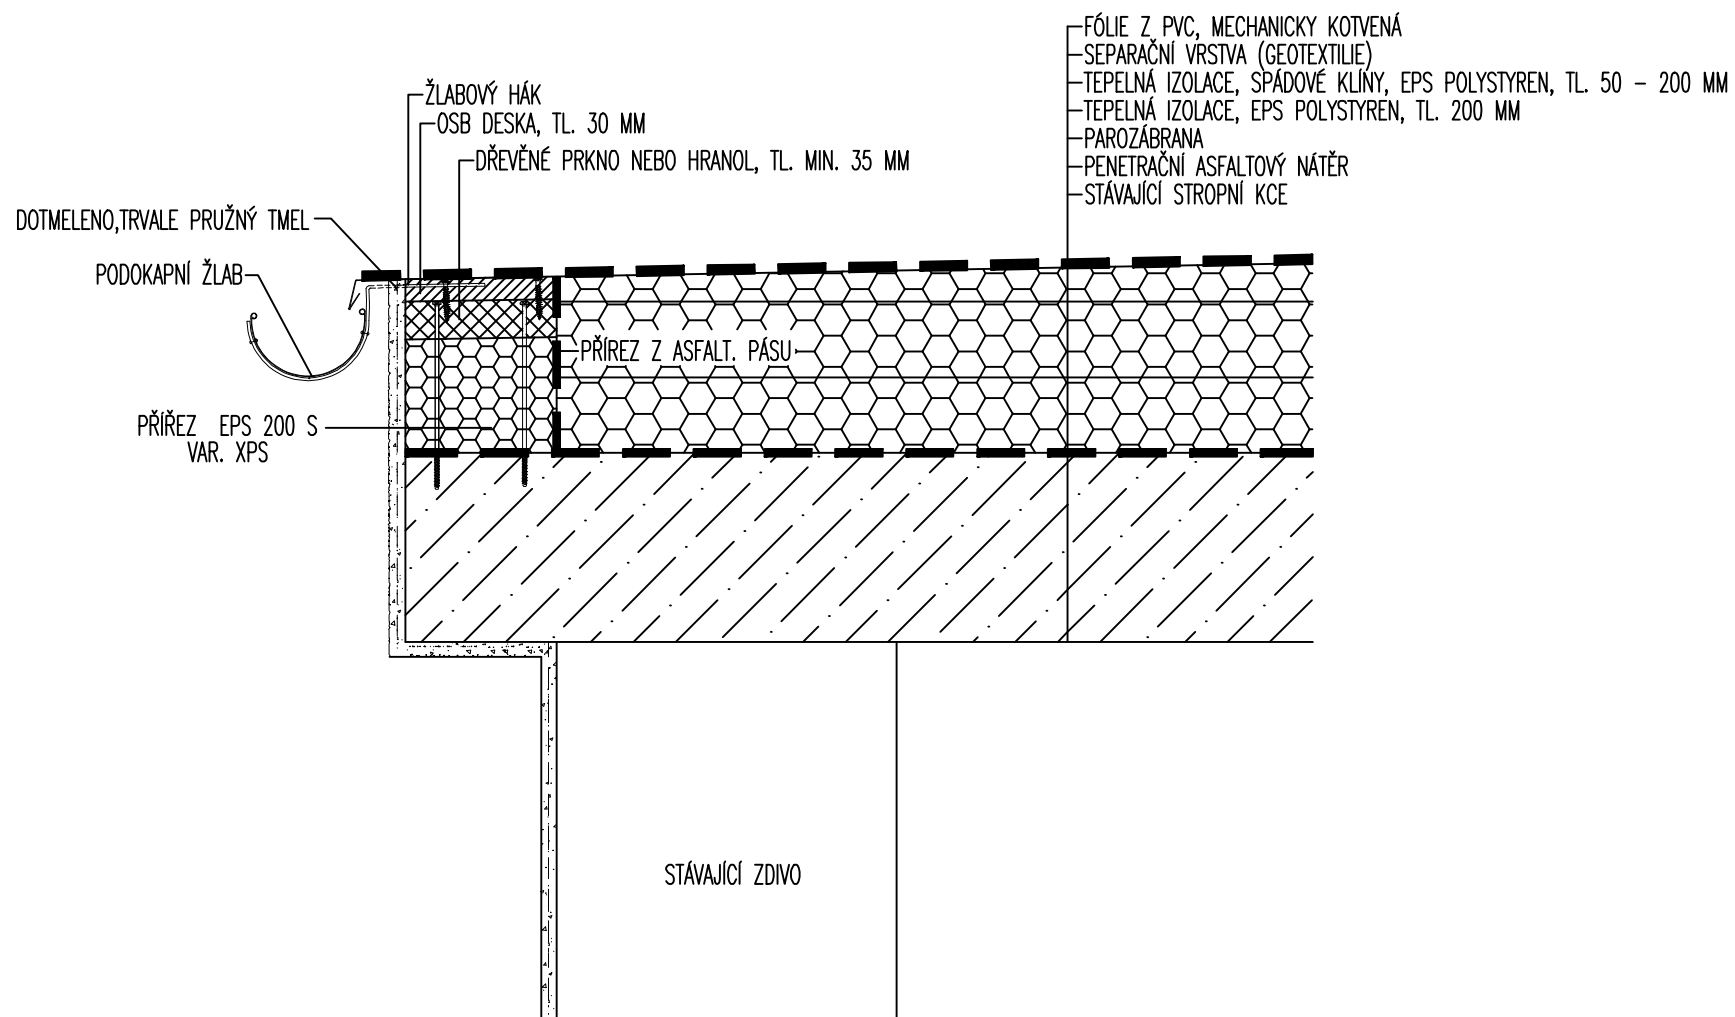 FÓLIE Z PVC, MECHANICKY KOTVENÁ
SEPARAČNÍ VRSTVA (GEOTEXTILIE)
TEPELNÁ IZOLACE, SPÁDOVÉ KLÍNY, EPS POLYSTYREN, TL. 50 – 200 MM
TEPELNÁ IZOLACE, EPS POLYSTYREN, TL. 200 MM
PAROZÁBRANA
PENETRAČNÍ ASFALTOVÝ NÁTĚR
STÁVAJÍCÍ STROPNÍ KCE
ŽLABOVÝ HÁK
OSB DESKA, TL. 30 MM
DŘEVĚNÉ PRKNO NEBO HRANOL, TL. MIN. 35 MM
DOTMELENO,TRVALE PRUŽNÝ TMEL
PODOKAPNÍ ŽLAB
PŘÍREZ Z ASFALT. PÁSU
PŘÍŘEZ EPS 200 S
VAR. XPS
STÁVAJÍCÍ ZDIVO